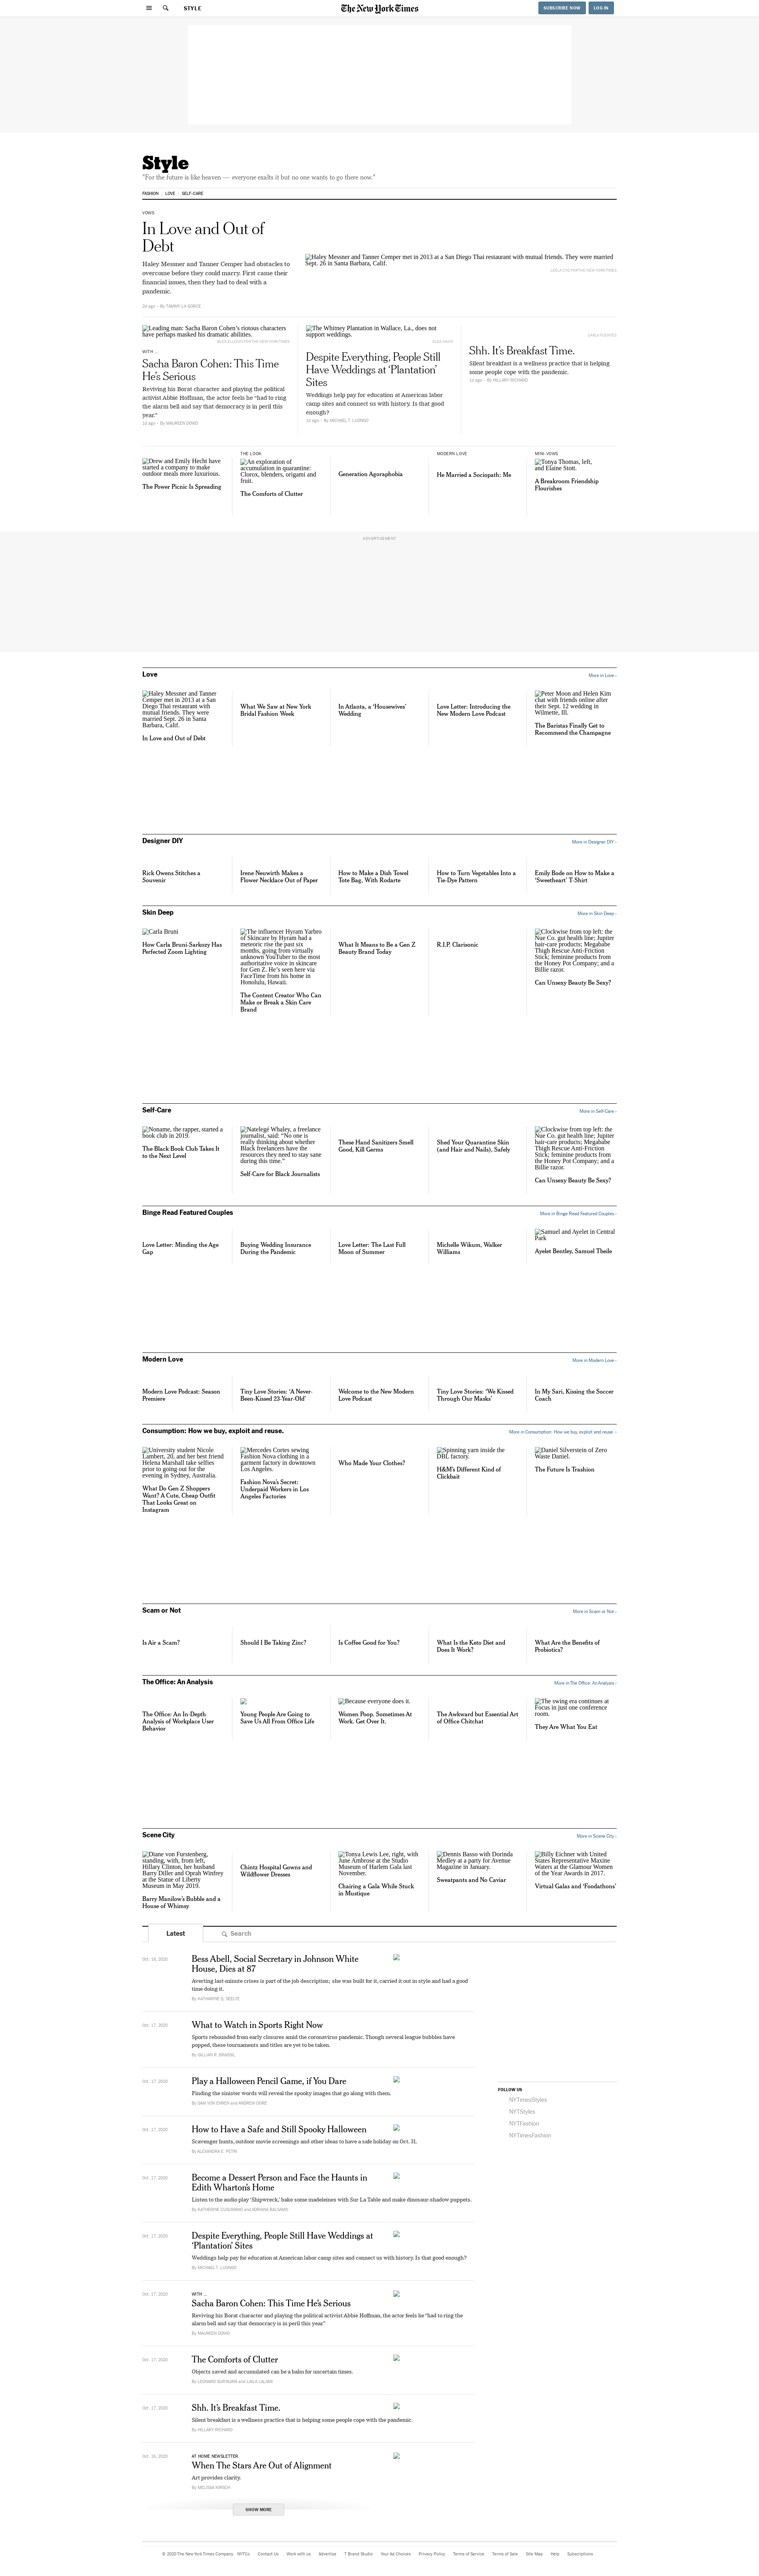 STYLE
The New York Times
SUBSCRIBE NOW
LOG IN
Style
"For the future is like heaven — everyone exalts it but no one wants to go there now."
FASHION
LOVE
SELF-CARE
VOWS
In Love and Out of
Debt
Haley Messner and Tanner Cemper had obstacles to
overcome before they could marry. First came their
financial issues, then they had to deal with a
pandemic.
2d ago · By TAMMY LA GORCE
Haley Messner and Tanner Cemper met in 2013 at a San Diego Thai restaurant with mutual friends. They were married
Sept. 26 in Santa Barbara, Calif.
Leading man: Sacha Baron Cohen's riotous characters
have perhaps masked his dramatic abilities.
WITH ...
Sacha Baron Cohen: This Time
He's Serious
Reviving his Borat character and playing the political
activist Abbie Hoffman, the actor feels he "had to ring
the alarm bell and say that democracy is in peril this
year."
1d ago · By MAUREEN DOWD
The Whitney Plantation in Wallace, La., does not
support weddings.
Despite Everything, People Still
Have Weddings at 'Plantation'
Sites
Weddings help pay for education at American labor
camp sites and connect us with history. Is that good
enough?
1d ago · By MICHAEL T. LUONGO
Shh. It's Breakfast Time.
Silent breakfast is a wellness practice that is helping
some people cope with the pandemic.
1d ago · By HILLARY RICHARD
Drew and Emily Hecht have
started a company to make
outdoor meals more luxurious.
The Power Picnic Is Spreading
THE LOOK
An exploration of
accumulation in quarantine:
Clorox, blenders, origami and
fruit.
The Comforts of Clutter
Generation Agoraphobia
MODERN LOVE
He Married a Sociopath: Me
MINI-VOWS
Tonya Thomas, left,
and Elaine Stott.
A Breakroom Friendship
Flourishes
ADVERTISEMENT
Love
More in Love ›
Haley Messner and Tanner
Cemper met in 2013 at a San
Diego Thai restaurant with
mutual friends. They were
married Sept. 26 in Santa
Barbara, Calif.
In Love and Out of Debt
What We Saw at New York
Bridal Fashion Week
In Atlanta, a 'Housewives'
Wedding
Love Letter: Introducing the
New Modern Love Podcast
Peter Moon and Helen Kim
chat with friends online after
their Sept. 12 wedding in
Wilmette, Ill.
The Baristas Finally Get to
Recommend the Champagne
Designer DIY
More in Designer DIY ›
Rick Owens Stitches a
Souvenir
Irene Neuwirth Makes a
Flower Necklace Out of Paper
How to Make a Dish Towel
Tote Bag, With Rodarte
How to Turn Vegetables Into a
Tie-Dye Pattern
Emily Bode on How to Make a
'Sweetheart' T-Shirt
Skin Deep
More in Skin Deep ›
Carla Bruni
How Carla Bruni-Sarkozy Has
Perfected Zoom Lighting
The influencer Hyram Yarbro
of Skincare by Hyram had a
meteoric rise the past six
months, going from virtually
unknown YouTuber to the most
authoritative voice in skincare
for Gen Z. He's seen here via
FaceTime from his home in
Honolulu, Hawaii.
The Content Creator Who Can
Make or Break a Skin Care
Brand
What It Means to Be a Gen Z
Beauty Brand Today
R.I.P. Clarisonic
Clockwise from top left: the
Nue Co. gut health line; Jupiter
hair-care products; Megababe
Thigh Rescue Anti-Friction
Stick; feminine products from
the Honey Pot Company; and a
Billie razor.
Can Unsexy Beauty Be Sexy?
Self-Care
More in Self-Care ›
Noname, the rapper, started a
book club in 2019.
The Black Book Club Takes It
to the Next Level
Natelegé Whaley, a freelance
journalist, said: "No one is
really thinking about whether
Black freelancers have the
resources they need to stay sane
during this time."
Self-Care for Black Journalists
These Hand Sanitizers Smell
Good, Kill Germs
Shed Your Quarantine Skin
(and Hair and Nails), Safely
Clockwise from top left: the
Nue Co. gut health line; Jupiter
hair-care products; Megababe
Thigh Rescue Anti-Friction
Stick; feminine products from
the Honey Pot Company; and a
Billie razor.
Can Unsexy Beauty Be Sexy?
Binge Read Featured Couples
More in Binge Read Featured Couples ›
Love Letter: Minding the Age
Gap
Buying Wedding Insurance
During the Pandemic
Love Letter: The Last Full
Moon of Summer
Michelle Wikum, Walker
Williams
Samuel and Ayelet in Central
Park
Ayelet Bentley, Samuel Tbeile
Modern Love
More in Modern Love ›
Modern Love Podcast: Season
Premiere
Tiny Love Stories: 'A Never-
Been-Kissed 23-Year-Old'
Welcome to the New Modern
Love Podcast
Tiny Love Stories: 'We Kissed
Through Our Masks'
In My Sari, Kissing the Soccer
Coach
Consumption: How we buy, exploit and reuse.
More in Consumption: How we buy, exploit and reuse. ›
University student Nicole
Lambert, 20, and her best friend
Helena Marshall take selfies
prior to going out for the
evening in Sydney, Australia.
What Do Gen Z Shoppers
Want? A Cute, Cheap Outfit
That Looks Great on
Instagram
Mercedes Cortes sewing
Fashion Nova clothing in a
garment factory in downtown
Los Angeles.
Fashion Nova's Secret:
Underpaid Workers in Los
Angeles Factories
Who Made Your Clothes?
Spinning yarn inside the
DBL factory.
H&M's Different Kind of
Clickbait
Daniel Silverstein of Zero
Waste Daniel.
The Future Is Trashion
Scam or Not
More in Scam or Not ›
Is Air a Scam?
Should I Be Taking Zinc?
Is Coffee Good for You?
What Is the Keto Diet and
Does It Work?
What Are the Benefits of
Probiotics?
The Office: An Analysis
More in The Office: An Analysis ›
The Office: An In-Depth
Analysis of Workplace User
Behavior
Young People Are Going to
Save Us All From Office Life
Because everyone does it.
Women Poop. Sometimes At
Work. Get Over It.
The Awkward but Essential Art
of Office Chitchat
The swing era continues at
Focus in just one conference
room.
They Are What You Eat
Scene City
More in Scene City ›
Diane von Furstenberg,
standing, with, from left,
Hillary Clinton, her husband
Barry Diller and Oprah Winfrey
at the Statue of Liberty
Museum in May 2019.
Barry Manilow's Bubble and a
House of Whimsy
Chintz Hospital Gowns and
Wildflower Dresses
Tonya Lewis Lee, right, with
June Ambrose at the Studio
Museum of Harlem Gala last
November.
Chairing a Gala While Stuck
in Mustique
Dennis Basso with Dorinda
Medley at a party for Avenue
Magazine in January.
Sweatpants and No Caviar
Billy Eichner with United
States Representative Maxine
Waters at the Glamour Women
of the Year Awards in 2017.
Virtual Galas and 'Foodathons'
Latest
Search
Oct. 18, 2020
Bess Abell, Social Secretary in Johnson White
House, Dies at 87
Averting last-minute crises is part of the job description; she was built for it, carried it out in style and had a good
time doing it.
By KATHARINE Q. SEELYE
Oct. 17, 2020
What to Watch in Sports Right Now
Sports rebounded from early closures amid the coronavirus pandemic. Though several league bubbles have
popped, these tournaments and titles are yet to be taken.
By GILLIAN R. BRASSIL
Oct. 17, 2020
Play a Halloween Pencil Game, if You Dare
Finding the sinister words will reveal the spooky images that go along with them.
By SAM VON EHREN and ANDREW DEIRE
Oct. 17, 2020
How to Have a Safe and Still Spooky Halloween
Scavenger hunts, outdoor movie screenings and other ideas to have a safe holiday on Oct. 31.
By ALEXANDRA E. PETRI
Oct. 17, 2020
Become a Dessert Person and Face the Haunts in
Edith Wharton's Home
Listen to the audio play 'Shipwreck,' bake some madeleines with Sur La Table and make dinosaur-shadow puppets.
By KATHERINE CUSUMANO and ADRIANA BALSAMO
Oct. 17, 2020
Despite Everything, People Still Have Weddings at
'Plantation' Sites
Weddings help pay for education at American labor camp sites and connect us with history. Is that good enough?
By MICHAEL T. LUONGO
Oct. 17, 2020
WITH ...
Sacha Baron Cohen: This Time He's Serious
Reviving his Borat character and playing the political activist Abbie Hoffman, the actor feels he "had to ring the
alarm bell and say that democracy is in peril this year."
By MAUREEN DOWD
Oct. 17, 2020
The Comforts of Clutter
Objects saved and accumulated can be a balm for uncertain times.
Oct. 17, 2020
Shh. It's Breakfast Time.
Silent breakfast is a wellness practice that is helping some people cope with the pandemic.
By HILLARY RICHARD
Oct. 16, 2020
AT HOME NEWSLETTER
When The Stars Are Out of Alignment
Art provides clarity.
By MELISSA KIRSCH
SHOW MORE
FOLLOW US
NYTimesStyles
NYTStyles
NYTFashion
NYTimesFashion
© 2020 The New York Times Company
NYTCo
Contact Us
Work with us
Advertise
T Brand Studio
Your Ad Choices
Privacy Policy
Terms of Service
Terms of Sale
Site Map
Help
Subscriptions